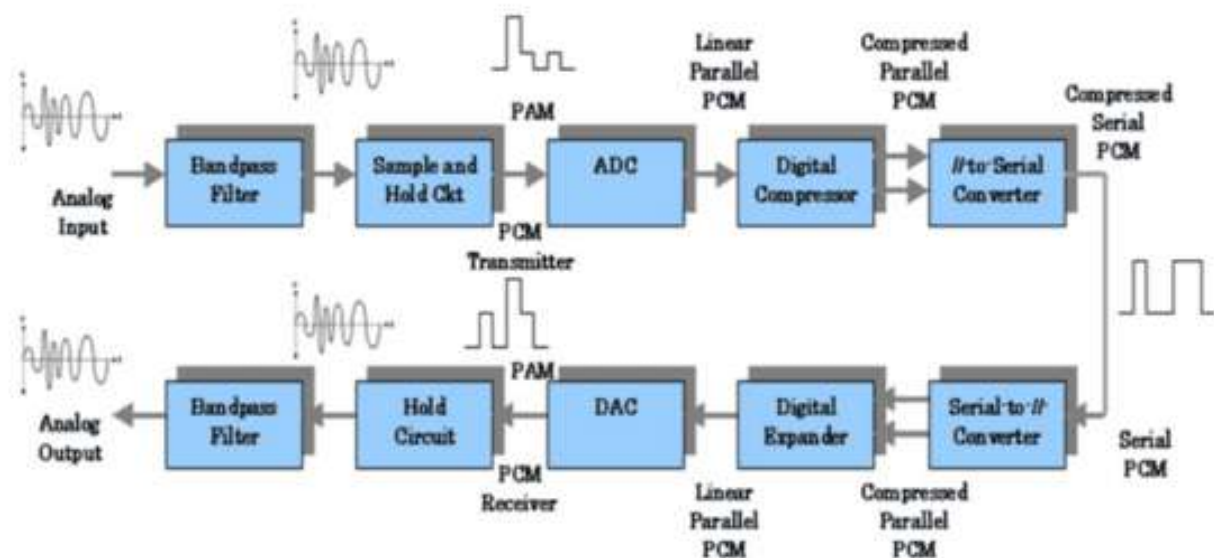 Linear
Parallel
PCM
Compressed
Parallel
PCM
Compressed
Serial
PCM
PAM
Analog
Input
Bandpass
Filter
Sample and
Hold Ckt
ADC
Digital
Compressor
//-to-Serial
Converter
PCM
Transmitter
PAM
Analog
Output
Bandpass
Filter
Hold
Circuit
DAC
Digital
Expander
Serial-to-//-
Converter
Serial
PCM
PCM
Receiver
Linear
Parallel
PCM
Compressed
Parallel
PCM